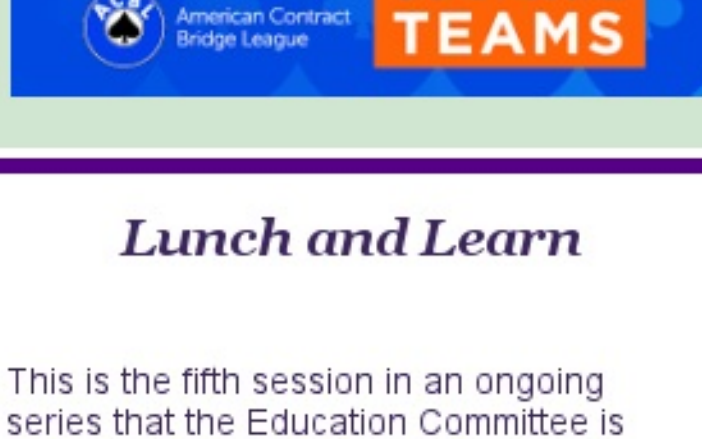 ACBL
American Contract
Bridge League
TEAMS
Lunch and Learn
This is the fifth session in an ongoing
series that the Education Committee is